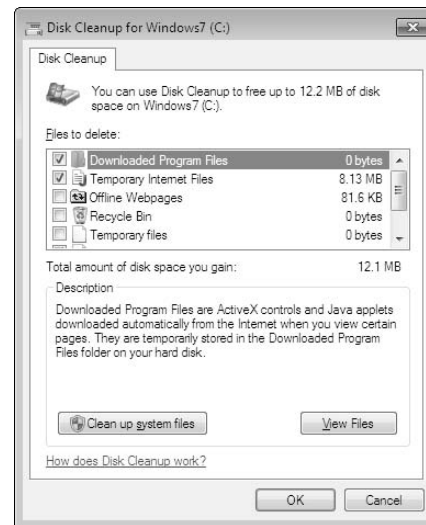 Disk Cleanup for Windows7 (C:)
Disk Cleanup
You can use Disk Cleanup to free up to 12.2 MB of disk
space on Windows7 (C:).
Files to delete:
Downloaded Program Files 0 bytes
Temporary Internet Files 8.13 MB
Offline Webpages 81.6 KB
Recycle Bin 0 bytes
Temporary files 0 bytes
Total amount of disk space you gain: 12.1 MB
Description
Downloaded Program Files are ActiveX controls and Java applets
downloaded automatically from the Internet when you view certain
pages. They are temporarily stored in the Downloaded Program
Files folder on your hard disk.
Clean up system files
View Files
How does Disk Cleanup work?
OK
Cancel